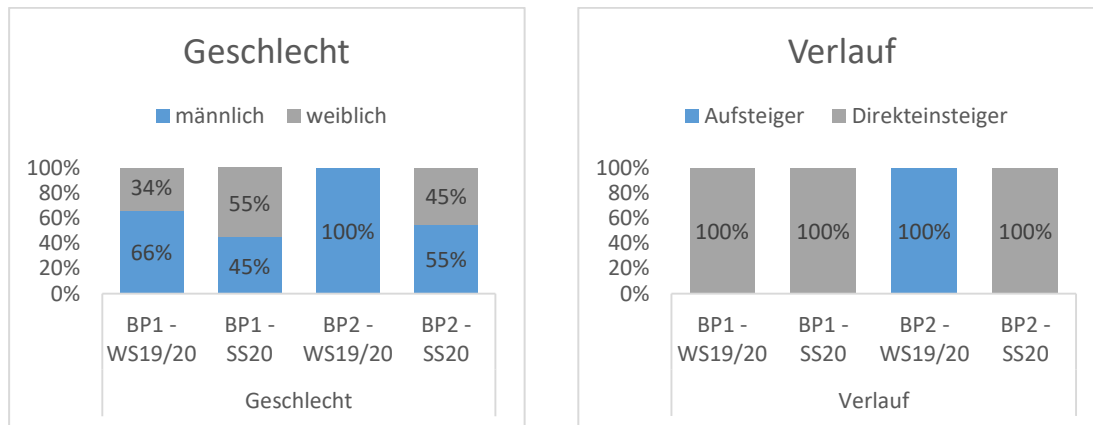 Geschlecht
männlich weiblich
100%
80%
60%
40%
20%
0%
34%
66%
55%
45%
100%
45%
55%
BP1 -
WS19/20
BP1 -
SS20
BP2 -
WS19/20
BP2 -
SS20
Geschlecht
Verlauf
Aufsteiger Direkteinsteiger
100%
80%
60%
40%
20%
0%
100%
100%
100%
100%
BP1 -
WS19/20
BP1 -
SS20
BP2 -
WS19/20
BP2 -
SS20
Verlauf